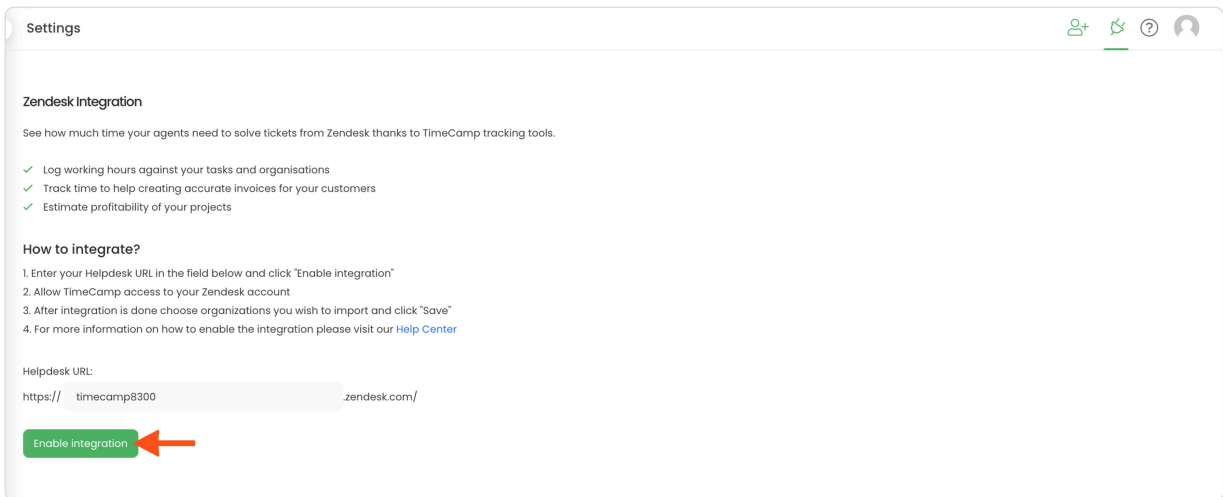 Settings
Zendesk Integration
See how much time your agents need to solve tickets from Zendesk thanks to TimeCamp tracking tools.
Log working hours against your tasks and organisations
Track time to help creating accurate invoices for your customers
Estimate profitability of your projects
How to integrate?
1. Enter your Helpdesk URL in the field below and click "Enable integration"
2. Allow TimeCamp access to your Zendesk account
3. After integration is done choose organizations you wish to import and click "Save"
4. For more information on how to enable the integration please visit our Help Center
Helpdesk URL:
https:// timecamp8300 .zendesk.com/
Enable integration